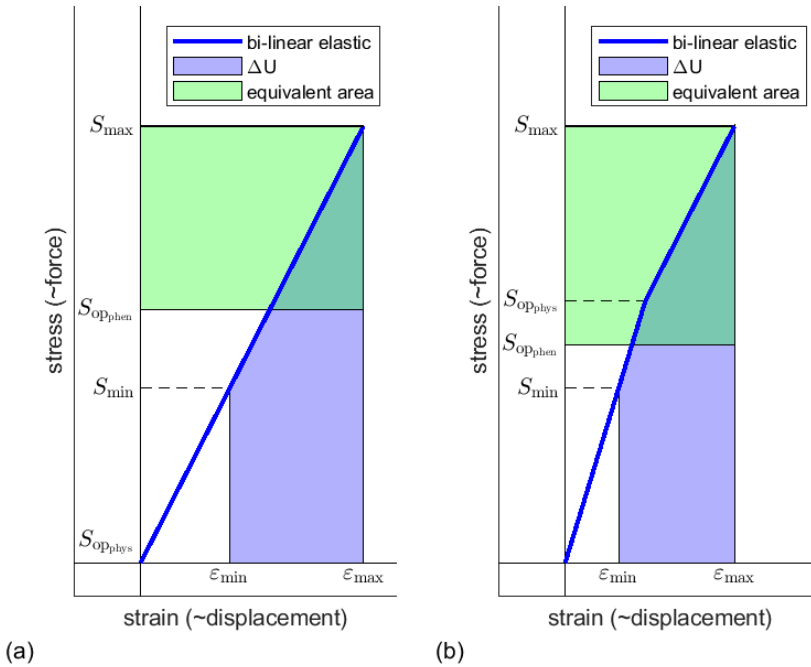 bi-linear elastic
ΔU
equivalent area
S_max
S_op_phen
S_min
S_op_phys
ε_min
ε_max
stress (~force)
strain (~displacement)
(a)
bi-linear elastic
ΔU
equivalent area
S_max
S_op_phys
S_op_phen
S_min
ε_min
ε_max
stress (~force)
strain (~displacement)
(b)